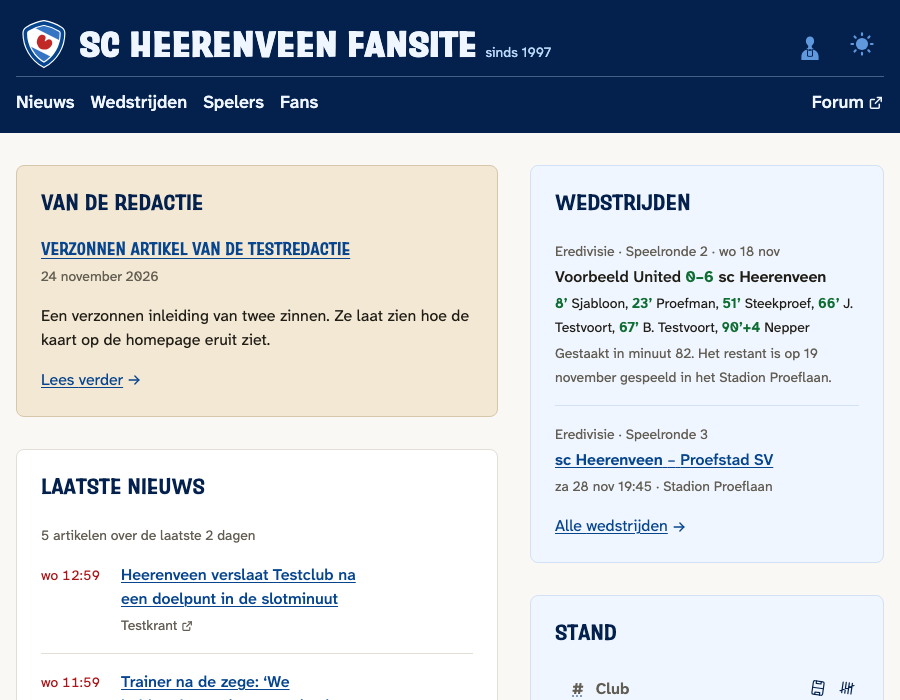 SC HEERENVEEN FANSITE sinds 1997
Nieuws Wedstrijden Spelers Fans Forum
VAN DE REDACTIE
VERZONNEN ARTIKEL VAN DE TESTREDACTIE
24 november 2026
Een verzonnen inleiding van twee zinnen. Ze laat zien hoe de
kaart op de homepage eruit ziet.
Lees verder →
LAATSTE NIEUWS
5 artikelen over de laatste 2 dagen
wo 12:59 Heerenveen verslaat Testclub na
een doelpunt in de slotminuut
Testkrant
wo 11:59 Trainer na de zege: ‘We
WEDSTRIJDEN
Eredivisie · Speelronde 2 · wo 18 nov
Voorbeeld United 0–6 sc Heerenveen
8’ Sjabloon, 23’ Proefman, 51’ Steekproef, 66’ J.
Testvoort, 67’ B. Testvoort, 90’+4 Nepper
Gestaakt in minuut 82. Het restant is op 19
november gespeeld in het Stadion Proeflaan.
Eredivisie · Speelronde 3
sc Heerenveen – Proefstad SV
za 28 nov 19:45 · Stadion Proeflaan
Alle wedstrijden →
STAND
# Club